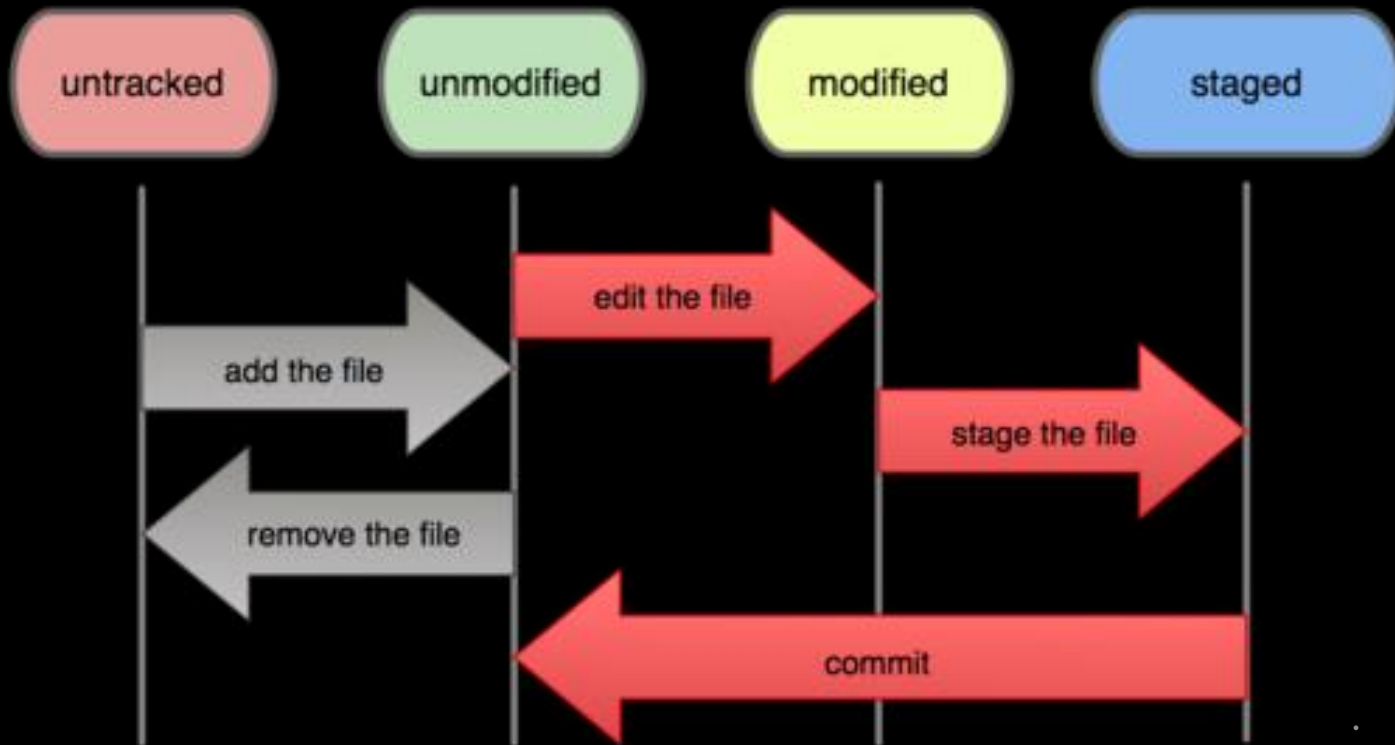 untracked
unmodified
modified
staged
edit the file
add the file
stage the file
remove the file
commit